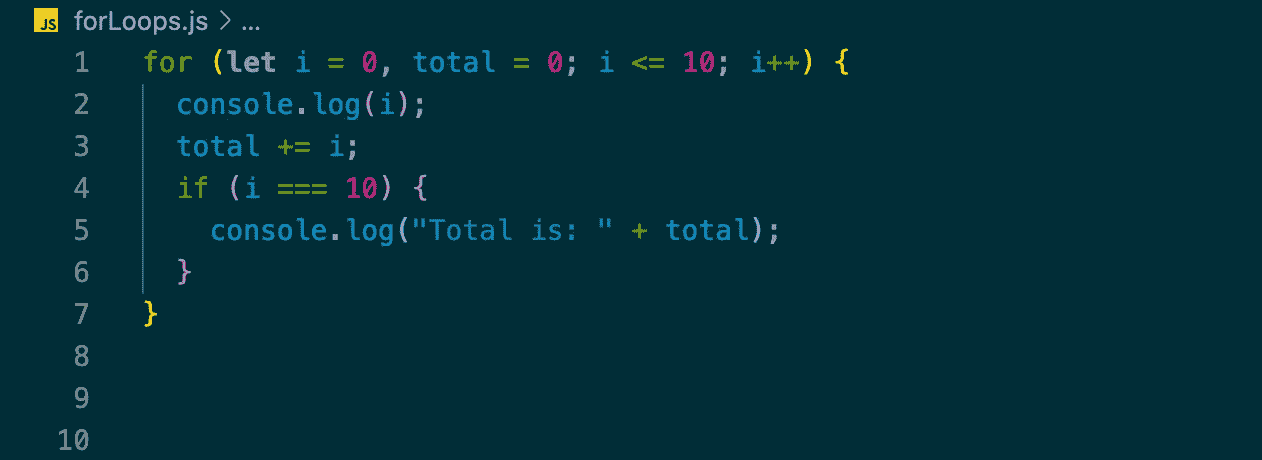 JS forLoops.js > ...
1 for (let i = 0, total = 0; i <= 10; i++) {
2   console.log(i);
3   total += i;
4   if (i === 10) {
5     console.log("Total is: " + total);
6   }
7 }
8
9
10